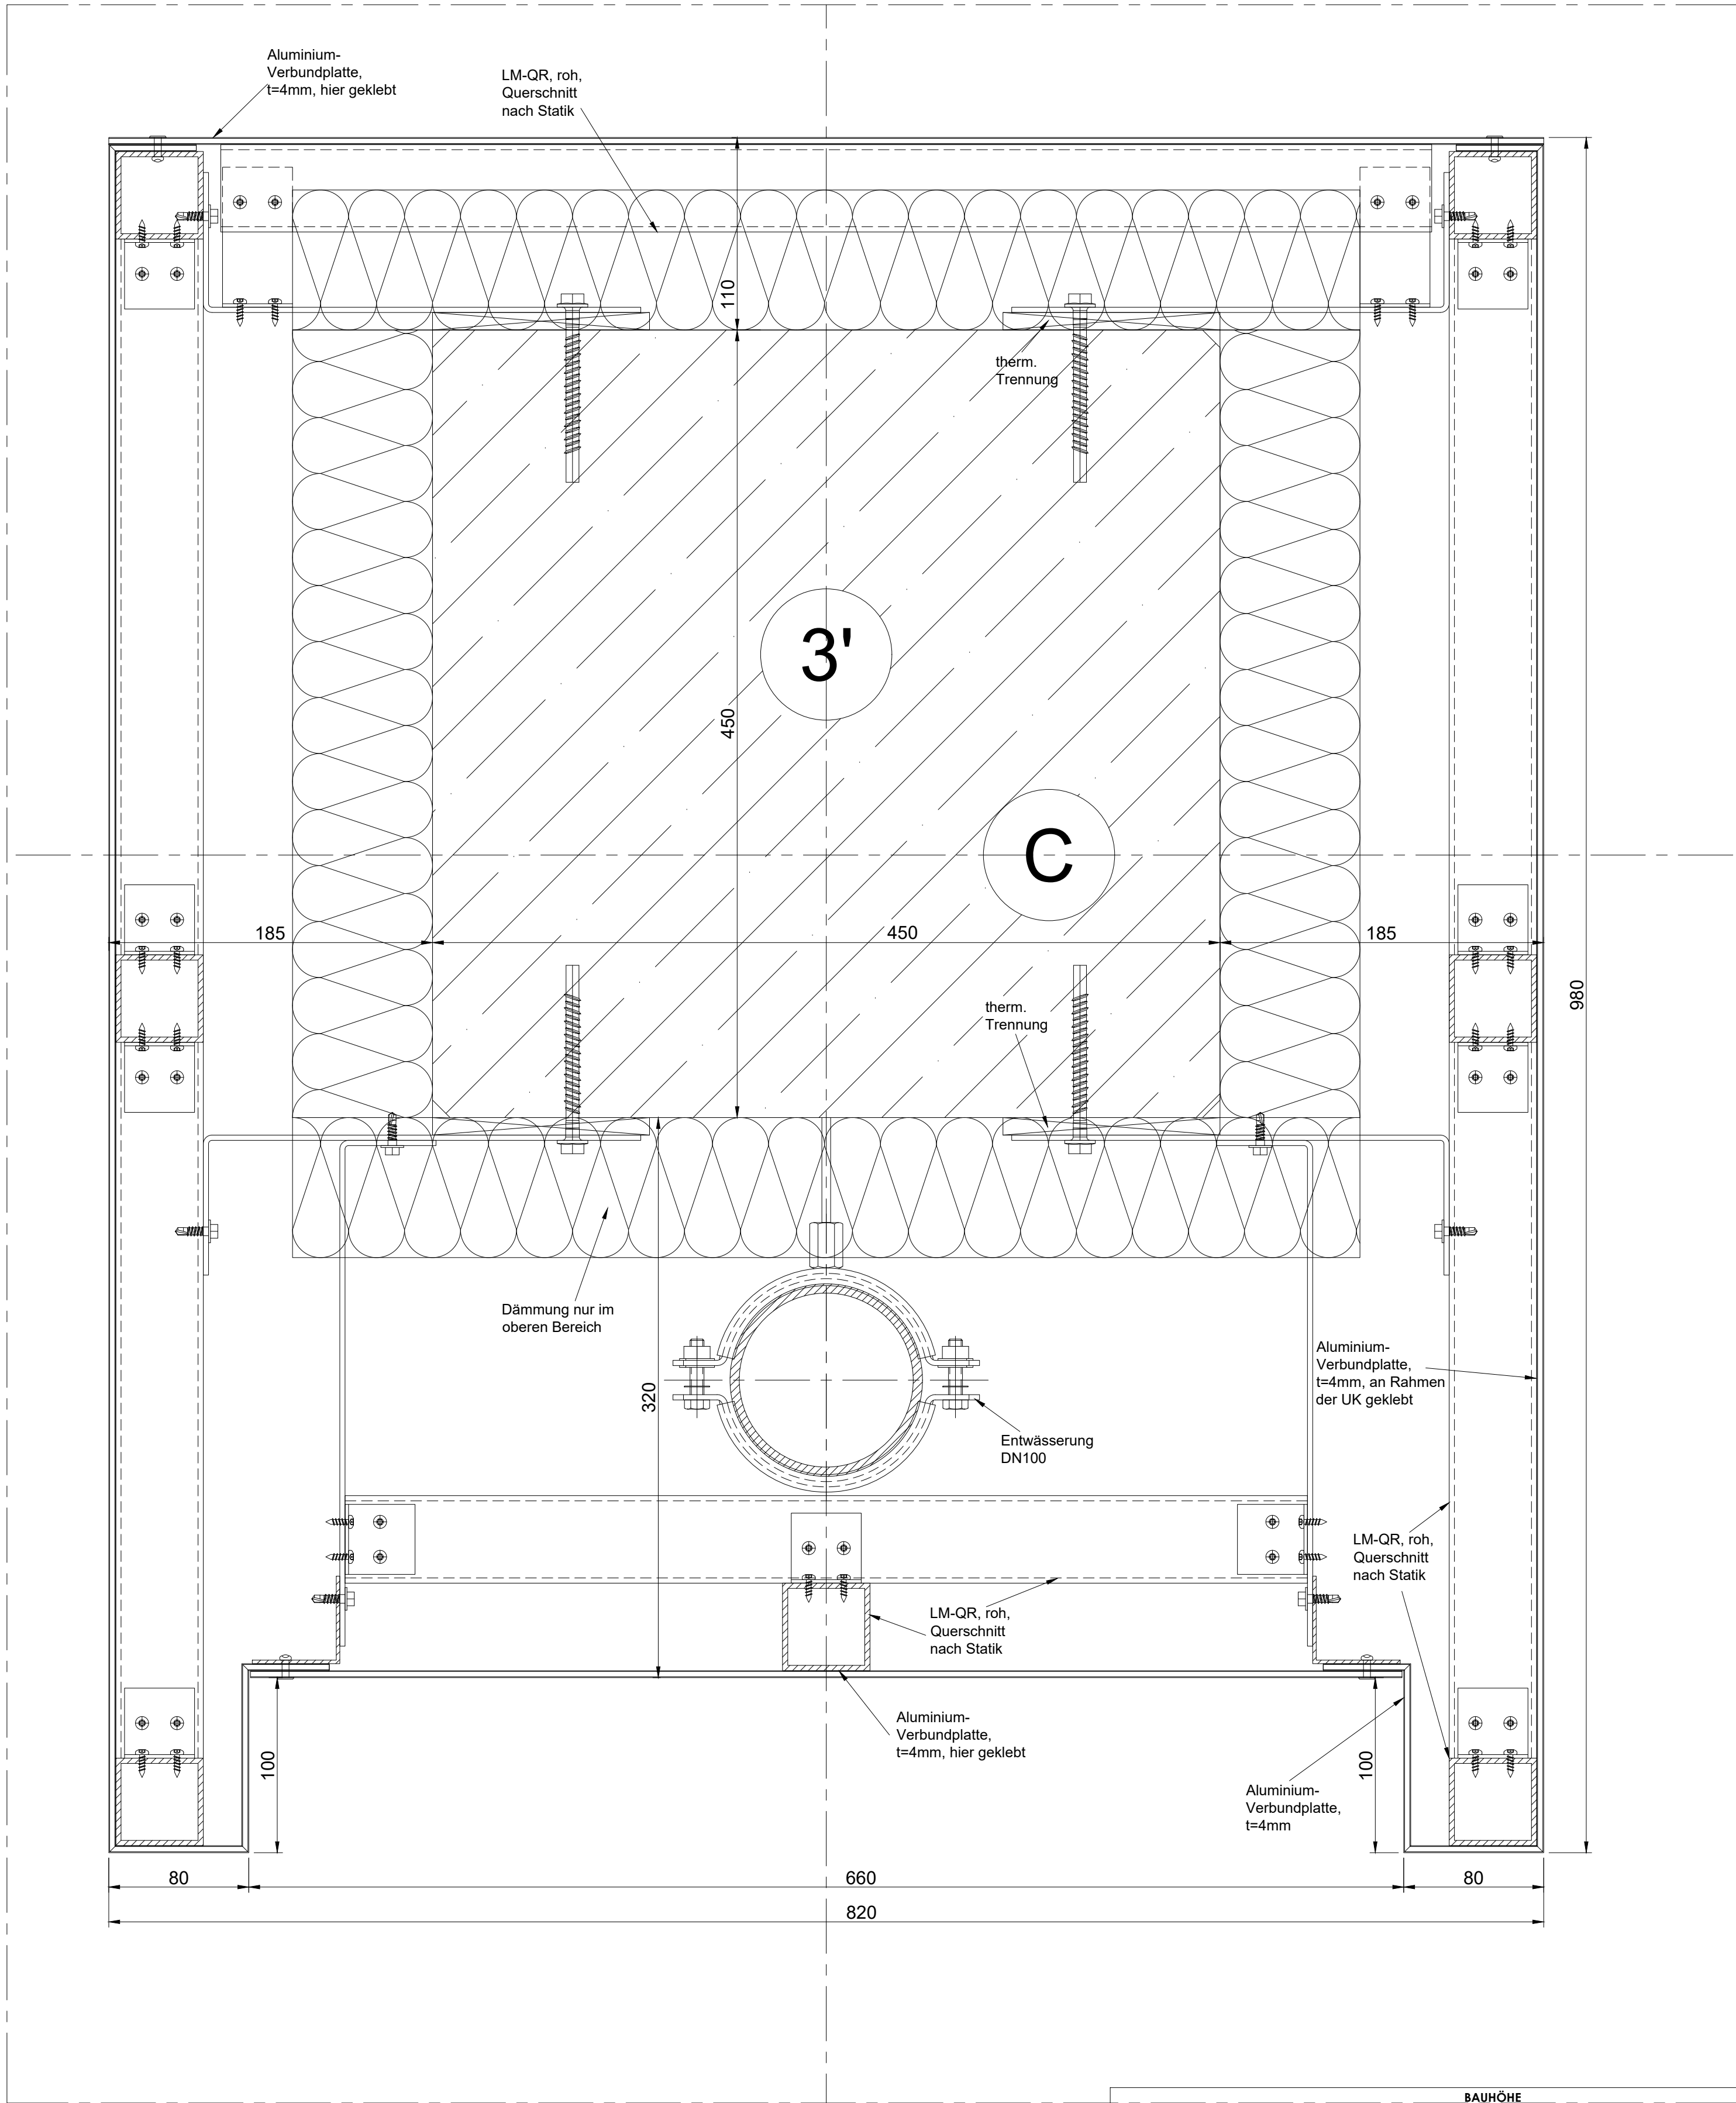 Aluminium-
Verbundplatte,
t=4mm, hier geklebt
LM-QR, roh,
Querschnitt
nach Statik
110
therm.
Trennung
3'
450
C
185
450
185
980
therm.
Trennung
Dämmung nur im
oberen Bereich
320
Aluminium-
Verbundplatte,
t=4mm, an Rahmen
der UK geklebt
Entwässerung
DN100
LM-QR, roh,
Querschnitt
nach Statik
LM-QR, roh,
Querschnitt
nach Statik
Aluminium-
Verbundplatte,
t=4mm, hier geklebt
100
100
Aluminium-
Verbundplatte,
t=4mm
80
660
80
820
BAUHÖHE